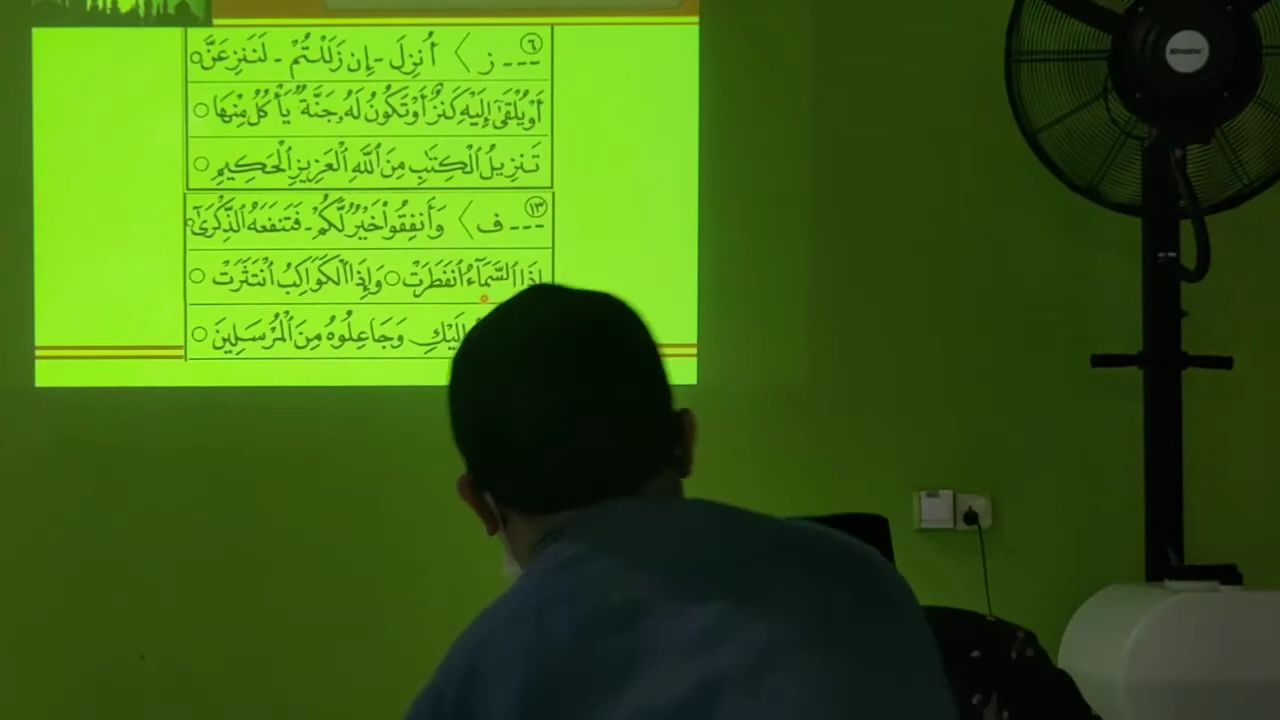 ٦ --- ز 〉 أُنزِلَ - إِن زَلَلْتُمْ - لَنَنزِعَنَّ ○
أَوْ يُلْقَىٰٓ إِلَيْهِ كَنزٌ أَوْ تَكُونُ لَهُۥ جَنَّةٌ يَأْكُلُ مِنْهَا ○
تَنزِيلُ ٱلْكِتَٰبِ مِنَ ٱللَّهِ ٱلْعَزِيزِ ٱلْحَكِيمِ ○
١٣ --- ف 〉 وَأَنفِقُوا۟ خَيْرًا لَّكُمْ - فَتَنفَعَهُ ٱلذِّكْرَىٰٓ ○
إِذَا ٱلسَّمَآءُ ٱنفَطَرَتْ ○ وَإِذَا ٱلْكَوَاكِبُ ٱنتَثَرَتْ ○
إِلَيْكِ وَجَاعِلُوهُ مِنَ ٱلْمُرْسَلِينَ ○